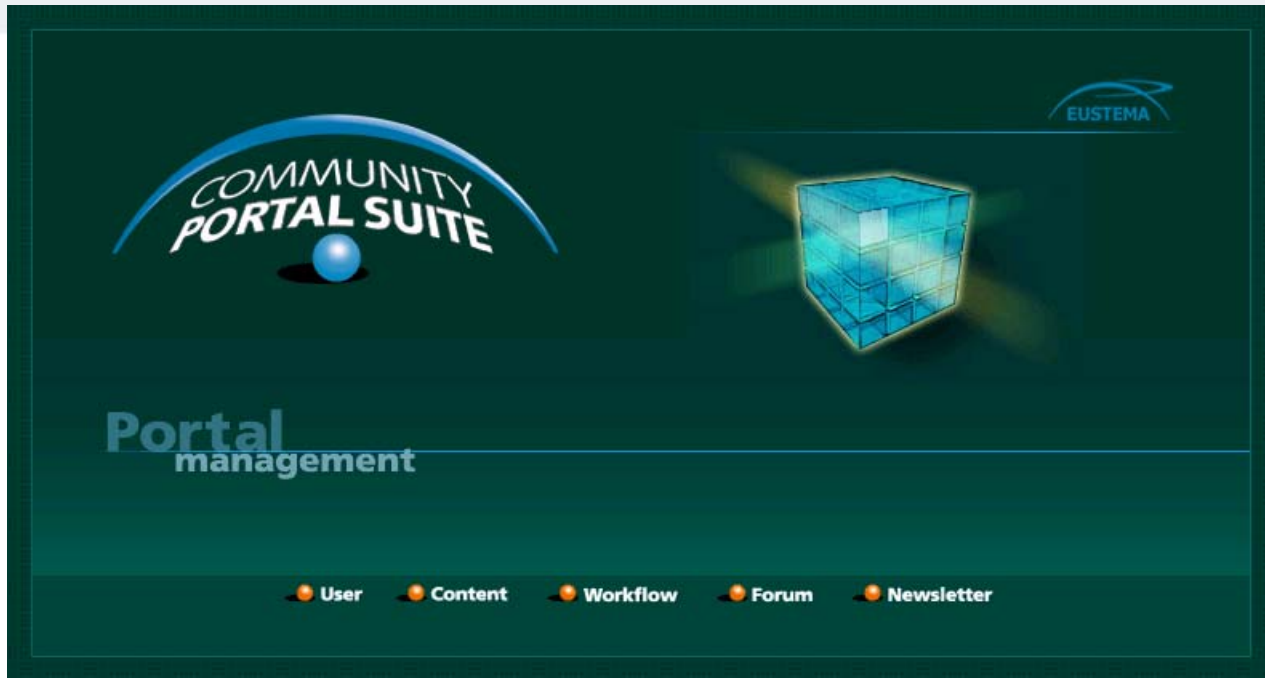 EUSTEMA
COMMUNITY
PORTAL SUITE
Portal
management
User Content Workflow Forum Newsletter